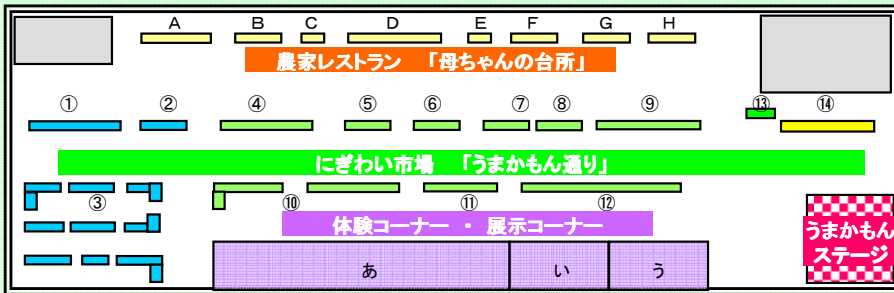 A B C D E F G H
農家レストラン 「母ちゃんの台所」
① ② ④ ⑤ ⑥ ⑦ ⑧ ⑨ ⑬ ⑭
にぎわい市場 「うまかもん通り」
③ ⑩ ⑪ ⑫
体験コーナー ・ 展示コーナー
うまかもん
ステージ
あ い う